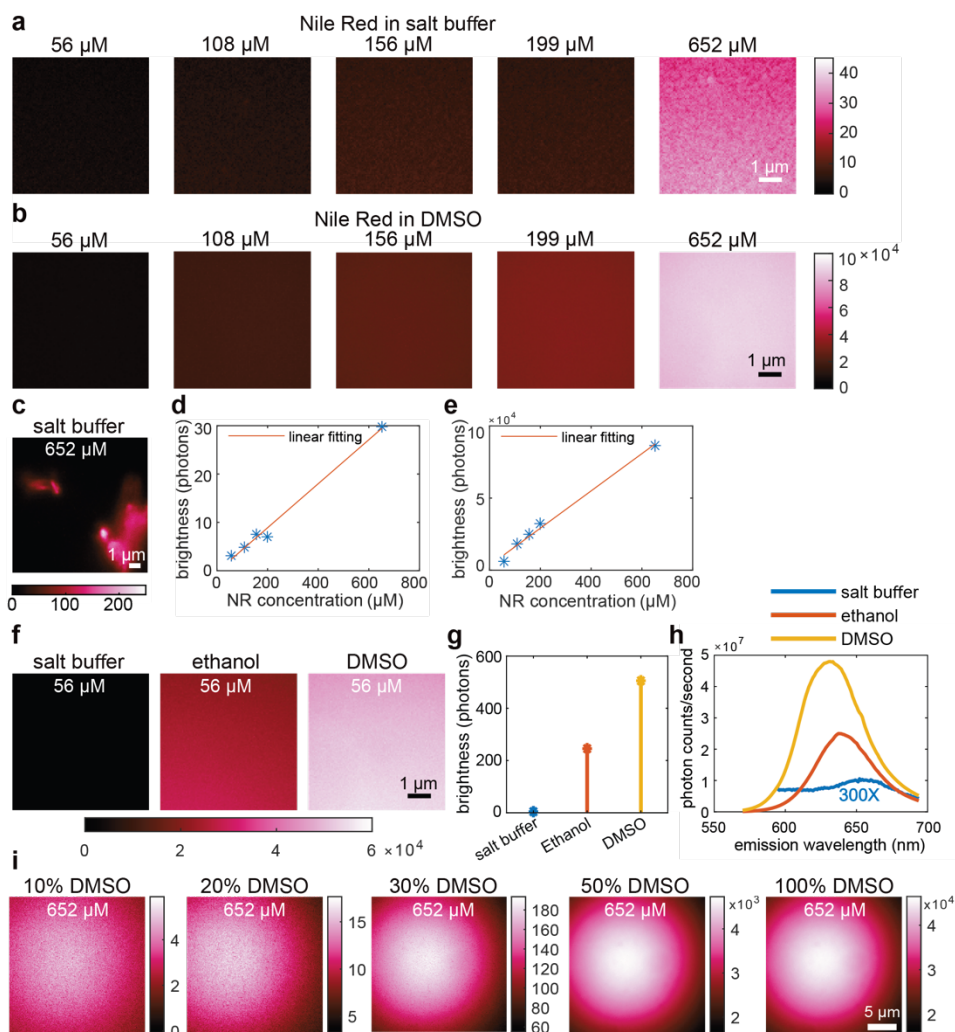 a
Nile Red in salt buffer
56 µM 108 µM 156 µM 199 µM 652 µM
40
30
20
10
0
1 µm
b
Nile Red in DMSO
56 µM 108 µM 156 µM 199 µM 652 µM
10 ×10⁴
8
6
4
2
0
1 µm
c
salt buffer
652 µM
1 µm
0 100 200
d
brightness (photons)
30
20
10
0
linear fitting
0 200 400 600 800
NR concentration (µM)
e
×10⁴
brightness (photons)
10
5
0
linear fitting
0 200 400 600 800
NR concentration (µM)
salt buffer
ethanol
DMSO
f
salt buffer ethanol DMSO
56 µM 56 µM 56 µM
1 µm
0 2 4 6 ×10⁴
g
brightness (photons)
600
400
200
0
salt buffer Ethanol DMSO
h
×10⁷
photon counts/second
5
4
3
2
1
0
300X
550 600 650 700
emission wavelength (nm)
i
10% DMSO 20% DMSO 30% DMSO 50% DMSO 100% DMSO
652 µM 652 µM 652 µM 652 µM 652 µM
4
2
0
15
10
5
180
160
140
120
100
80
60
×10³
4
3
2
×10⁴
4
3
2
5 µm